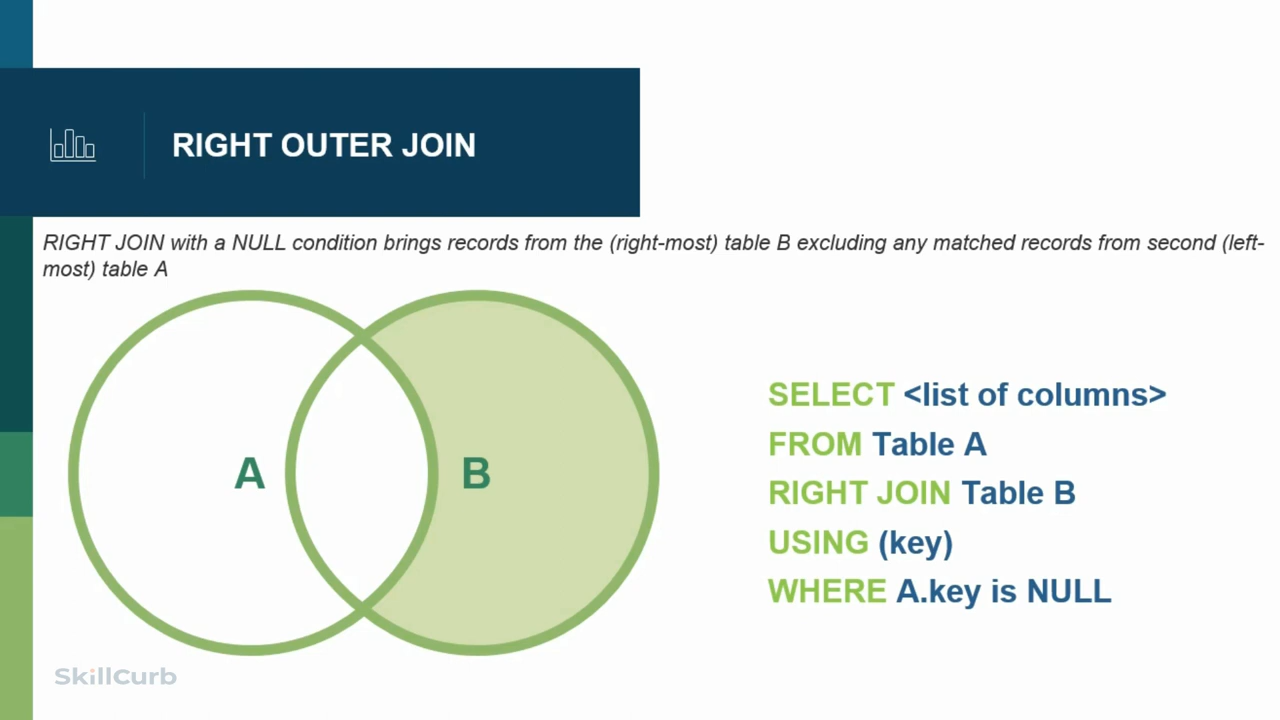 RIGHT OUTER JOIN
RIGHT JOIN with a NULL condition brings records from the (right-most) table B excluding any matched records from second (left-
most) table A
A
B
SELECT <list of columns>
FROM Table A
RIGHT JOIN Table B
USING (key)
WHERE A.key is NULL
SkillCurb